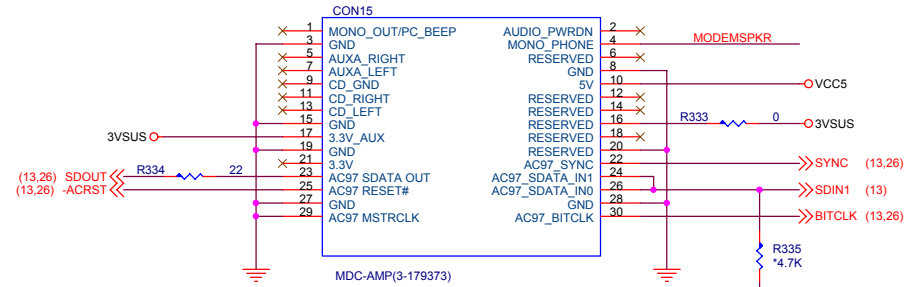 CON15
1 MONO_OUT/PC_BEEP AUDIO_PWRDN 2
3 GND MONO_PHONE 4 MODEMSPKR
5 AUXA_RIGHT RESERVED 6
7 AUXA_LEFT GND 8
9 CD_GND 5V 10 VCC5
11 CD_RIGHT RESERVED 12
13 CD_LEFT RESERVED 14
15 GND RESERVED 16 R333 0 3VSUS
3VSUS 17 3.3V_AUX RESERVED 18
19 GND RESERVED 20
21 3.3V AC97_SYNC 22 SYNC (13,26)
(13,26) SDOUT R334 22 23 AC97 SDATA OUT AC97_SDATA_IN1 24
(13,26) -ACRST 25 AC97 RESET# AC97_SDATA_IN0 26 SDIN1 (13)
27 GND GND 28
29 AC97 MSTRCLK AC97_BITCLK 30 BITCLK (13,26)
R335
*4.7K
MDC-AMP(3-179373)